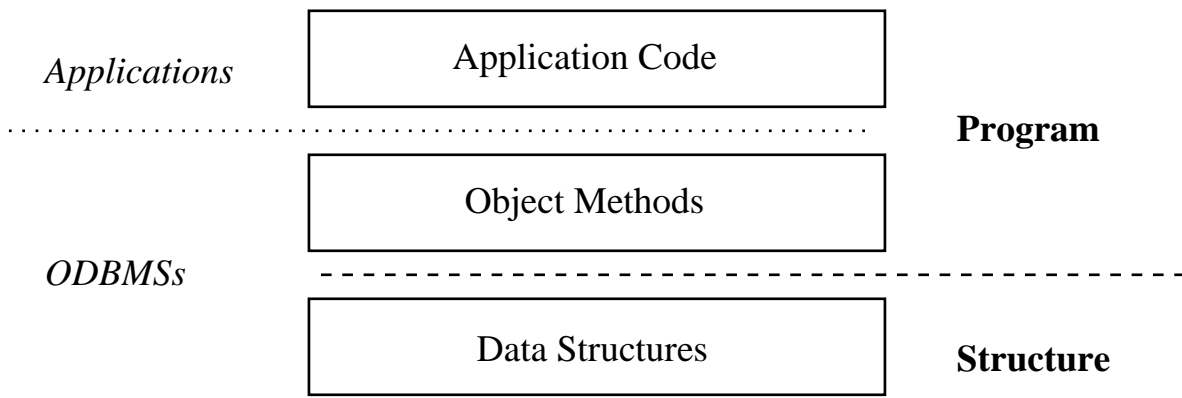 Applications
Application Code
Program
Object Methods
ODBMSs
Data Structures
Structure